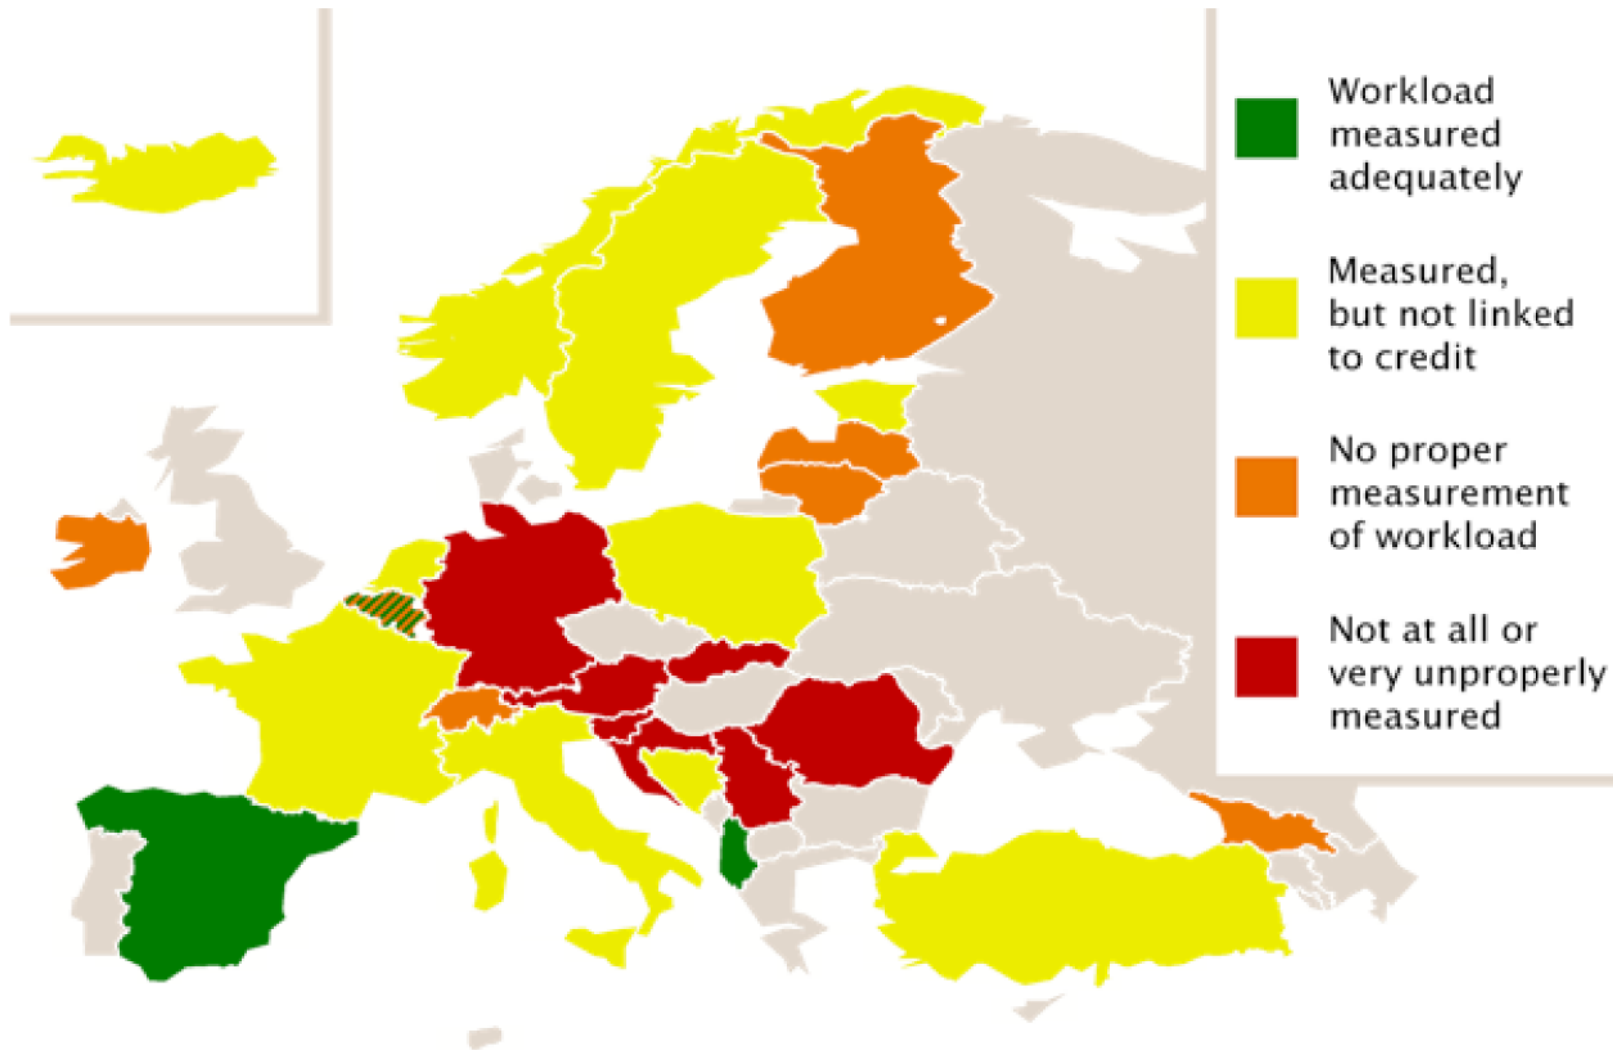 Workload
measured
adequately
Measured,
but not linked
to credit
No proper
measurement
of workload
Not at all or
very unproperly
measured